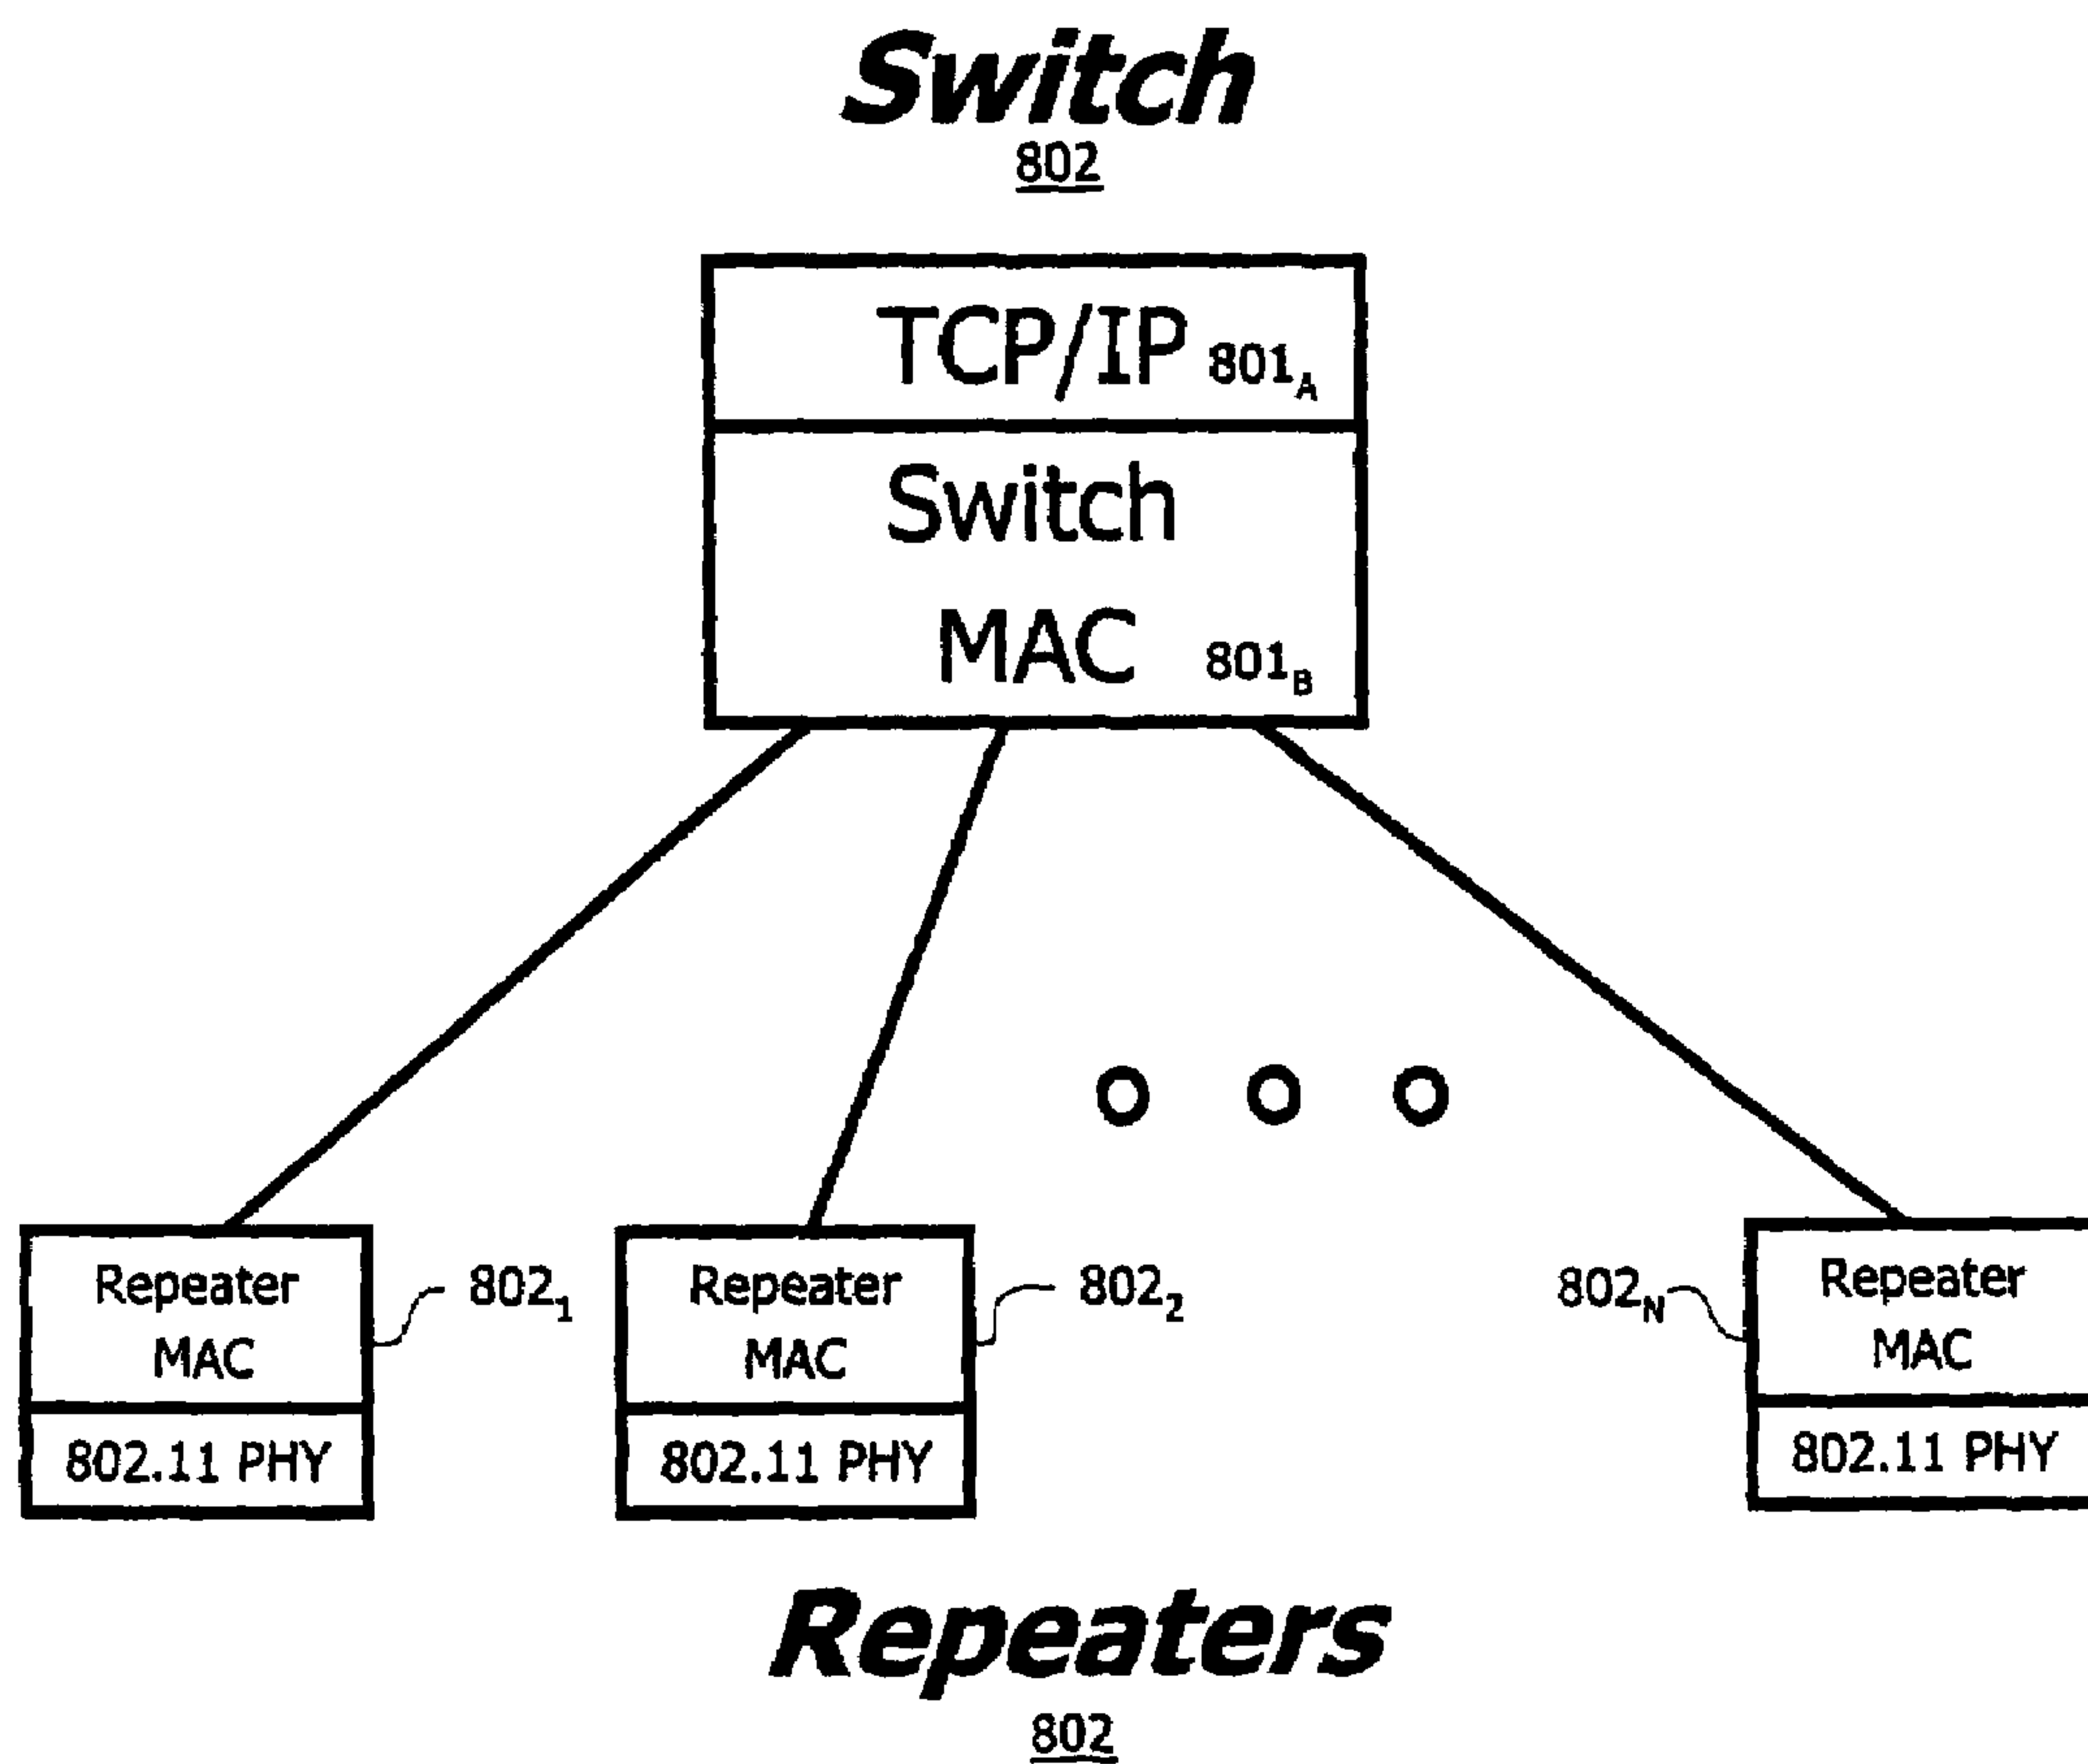 Switch
802
TCP/IP 801A
Switch
MAC 801B
Repeater
MAC
802.11 PHY
8021
Repeater
MAC
802.11 PHY
8022
802N
Repeater
MAC
802.11 PHY
Repeaters
802